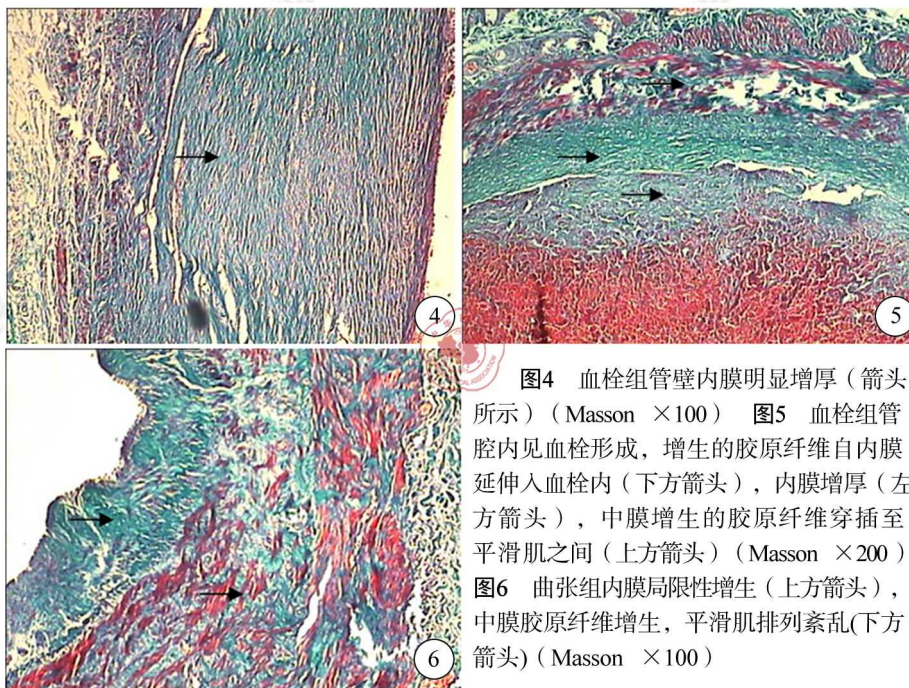 4
5
6
图4 血栓组管壁内膜明显增厚（箭头
所示）（Masson ×100） 图5 血栓组管
腔内见血栓形成，增生的胶原纤维自内膜
延伸入血栓内（下方箭头），内膜增厚（左
方箭头），中膜增生的胶原纤维穿插至
平滑肌之间（上方箭头）（Masson ×200）
图6 曲张组内膜局限性增生（上方箭头），
中膜胶原纤维增生，平滑肌排列紊乱(下方
箭头)（Masson ×100）